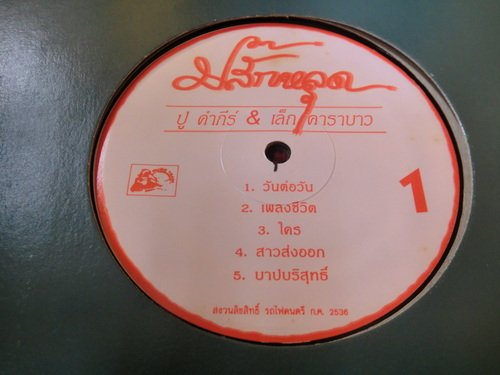 ปลั๊กหลุด
ปู คำภีร์ & เล็ก คาราบาว
1
1. วันต่อวัน
2. เพลงชีวิต
3. ใคร
4. สาวส่งออก
5. บาปบริสุทธิ์
สงวนลิขสิทธิ์ รถไฟดนตรี ก.ค. 2536